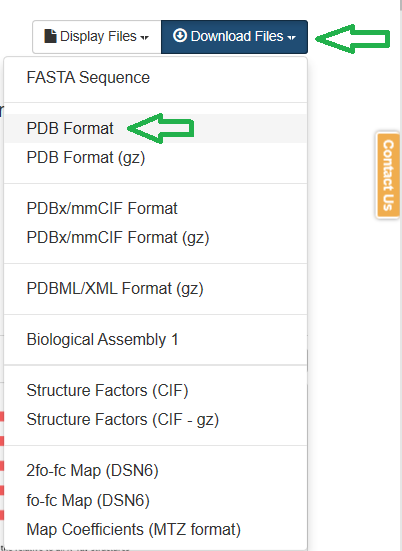 Display Files
Download Files
FASTA Sequence
PDB Format
PDB Format (gz)
Contact Us
PDBx/mmCIF Format
PDBx/mmCIF Format (gz)
PDBML/XML Format (gz)
Biological Assembly 1
Structure Factors (CIF)
Structure Factors (CIF - gz)
2fo-fc Map (DSN6)
fo-fc Map (DSN6)
Map Coefficients (MTZ format)